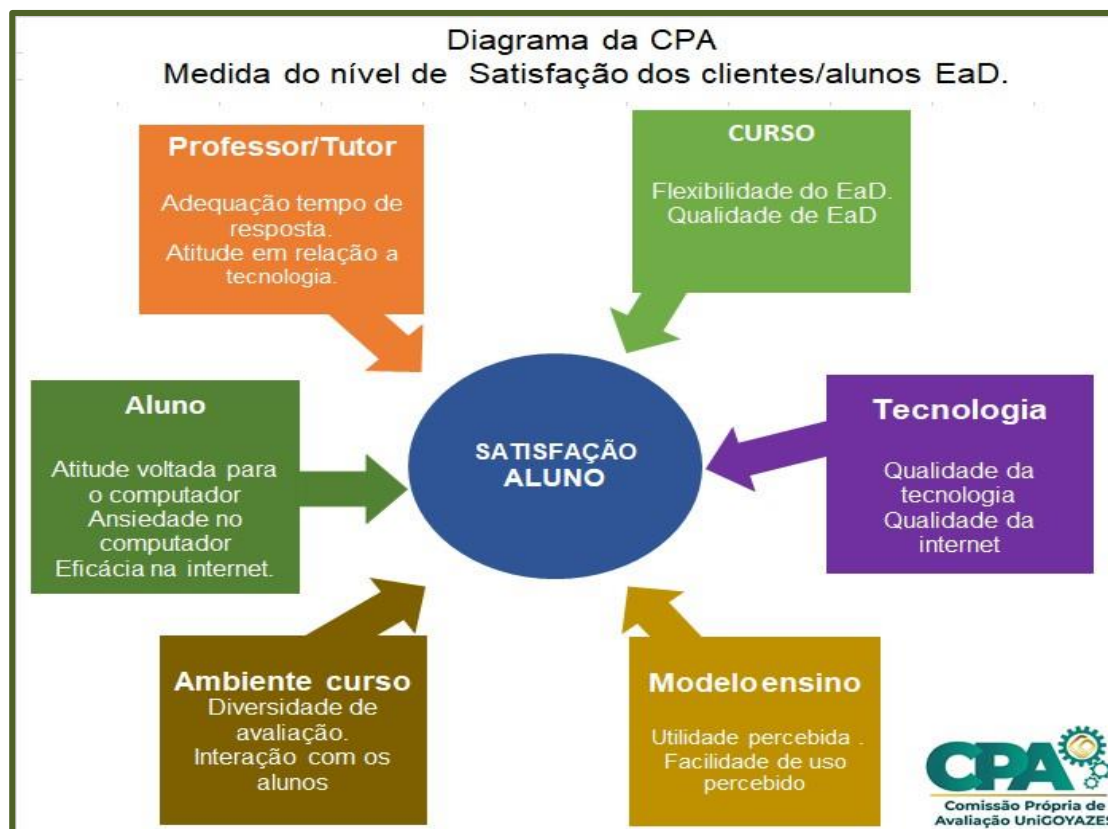 Diagrama da CPA
Medida do nível de Satisfação dos clientes/alunos EaD.
Professor/Tutor
Adequação tempo de
resposta.
Atitude em relação a
tecnologia.
CURSO
Flexibilidade do EaD.
Qualidade de EaD
Aluno
Atitude voltada para
o computador
Ansiedade no
computador
Eficácia na internet.
SATISFAÇÃO
ALUNO
Tecnologia
Qualidade da
tecnologia
Qualidade da
internet
Ambiente curso
Diversidade de
avaliação.
Interação com os
alunos
Modelo ensino
Utilidade percebida .
Facilidade de uso
percebido
CPA
Comissão Própria de
Avaliação UniGOYAZES